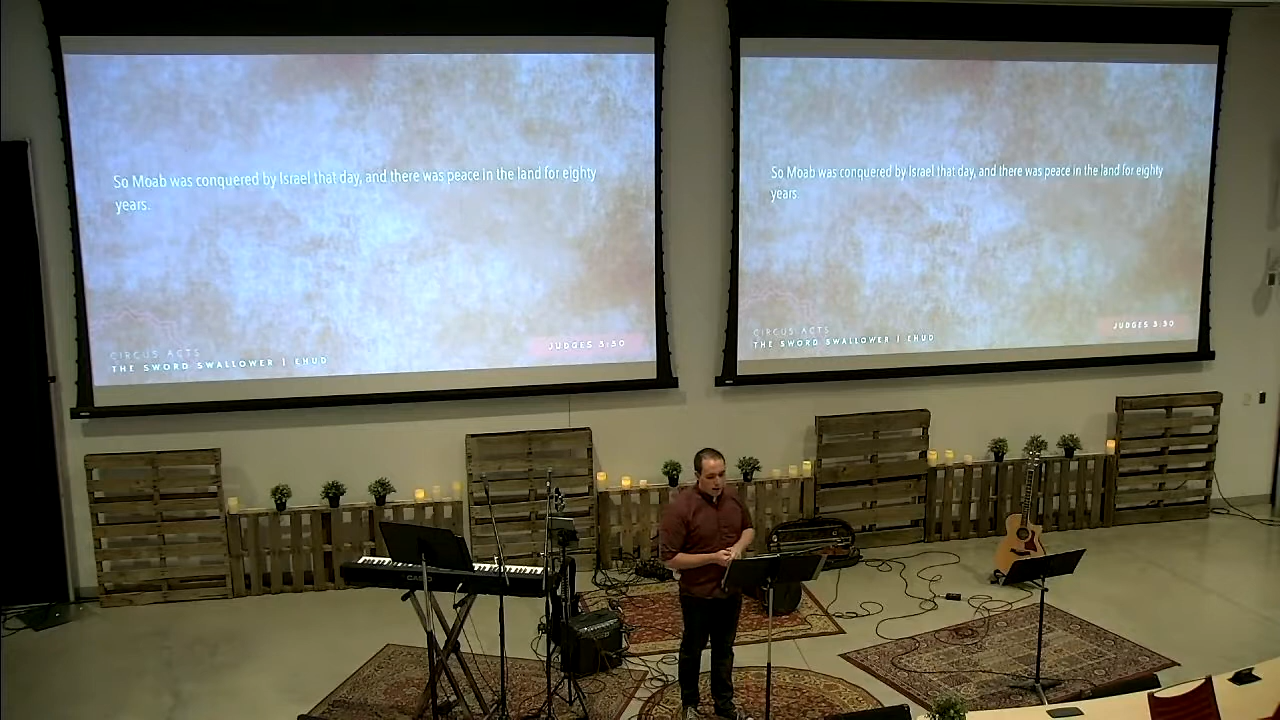 So Moab was conquered by Israel that day, and there was peace in the land for eighty
years.
CIRCUS ACTS
THE SWORD SWALLOWER | EHUD
JUDGES 3:30
So Moab was conquered by Israel that day, and there was peace in the land for eighty
years.
CIRCUS ACTS
THE SWORD SWALLOWER | EHUD
JUDGES 3:30
CASIO